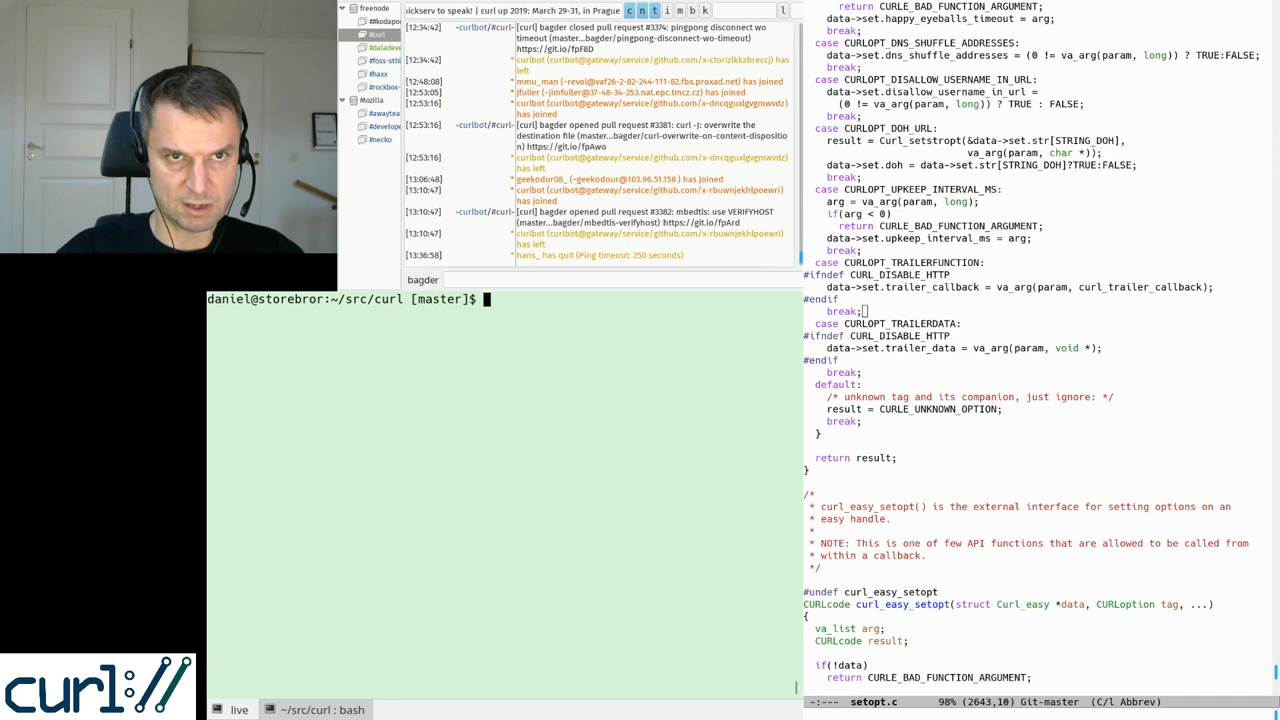 freenode
##kodapor
#curl
#daladeve
#foss-sthl
#haxx
#rockbox-
Mozilla
#awaytea
#develope
#necko
nickserv to speak! | curl up 2019: March 29-31, in Prague c n t i m b k l
[12:34:42] -curlbot/#curl- [curl] bagder closed pull request #3374: pingpong disconnect wo
timeout (master...bagder/pingpong-disconnect-wo-timeout)
https://git.io/fpF8D
[12:34:42] * curlbot (curlbot@gateway/service/github.com/x-ctorizlkkzbreccj) has
left
[12:48:08] * mmu_man (~revol@vaf26-2-82-244-111-82.fbx.proxad.net) has joined
[12:53:05] * jfuller (~jimfuller@37-48-34-253.nat.epc.tmcz.cz) has joined
[12:53:16] * curlbot (curlbot@gateway/service/github.com/x-dncqguxlgvgmwvdz)
has joined
[12:53:16] -curlbot/#curl- [curl] bagder opened pull request #3381: curl -J: overwrite the
destination file (master...bagder/curl-overwrite-on-content-dispositio
n) https://git.io/fpAwo
[12:53:16] * curlbot (curlbot@gateway/service/github.com/x-dncqguxlgvgmwvdz)
has left
[13:06:48] * geekodur08_ (~geekodour@103.96.51.158 ) has joined
[13:10:47] * curlbot (curlbot@gateway/service/github.com/x-rbuwnjekhlpoewri)
has joined
[13:10:47] -curlbot/#curl- [curl] bagder opened pull request #3382: mbedtls: use VERIFYHOST
(master...bagder/mbedtls-verifyhost) https://git.io/fpArd
[13:10:47] * curlbot (curlbot@gateway/service/github.com/x-rbuwnjekhlpoewri)
has left
[13:36:58] * hans_ has quit (Ping timeout: 250 seconds)
bagder
daniel@storebror:~/src/curl [master]$
live ~/src/curl : bash
curl://
return CURLE_BAD_FUNCTION_ARGUMENT;
data->set.happy_eyeballs_timeout = arg;
break;
case CURLOPT_DNS_SHUFFLE_ADDRESSES:
data->set.dns_shuffle_addresses = (0 != va_arg(param, long)) ? TRUE:FALSE;
break;
case CURLOPT_DISALLOW_USERNAME_IN_URL:
data->set.disallow_username_in_url =
(0 != va_arg(param, long)) ? TRUE : FALSE;
break;
case CURLOPT_DOH_URL:
result = Curl_setstropt(&data->set.str[STRING_DOH],
va_arg(param, char *));
data->set.doh = data->set.str[STRING_DOH]?TRUE:FALSE;
break;
case CURLOPT_UPKEEP_INTERVAL_MS:
arg = va_arg(param, long);
if(arg < 0)
return CURLE_BAD_FUNCTION_ARGUMENT;
data->set.upkeep_interval_ms = arg;
break;
case CURLOPT_TRAILERFUNCTION:
#ifndef CURL_DISABLE_HTTP
data->set.trailer_callback = va_arg(param, curl_trailer_callback);
#endif
break;
case CURLOPT_TRAILERDATA:
#ifndef CURL_DISABLE_HTTP
data->set.trailer_data = va_arg(param, void *);
#endif
break;
default:
/* unknown tag and its companion, just ignore: */
result = CURLE_UNKNOWN_OPTION;
break;
}
return result;
}
/*
* curl_easy_setopt() is the external interface for setting options on an
* easy handle.
*
* NOTE: This is one of few API functions that are allowed to be called from
* within a callback.
*/
#undef curl_easy_setopt
CURLcode curl_easy_setopt(struct Curl_easy *data, CURLoption tag, ...)
{
va_list arg;
CURLcode result;
if(!data)
return CURLE_BAD_FUNCTION_ARGUMENT;
-:--- setopt.c 98% (2643,10) Git-master (C/l Abbrev)